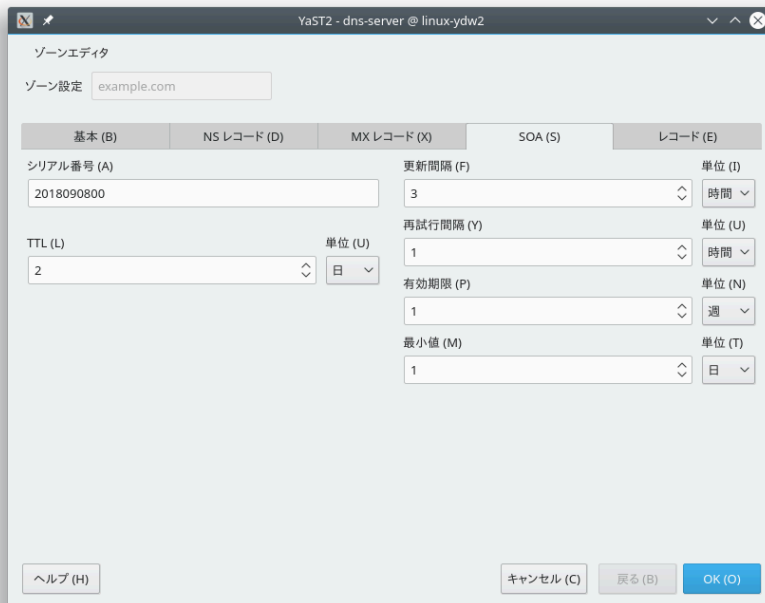 YaST2 - dns-server @ linux-ydw2
ゾーンエディタ
ゾーン設定 example.com
基本 (B) NS レコード (D) MX レコード (X) SOA (S) レコード (E)
シリアル番号 (A)
2018090800
TTL (L) 単位 (U)
2 日
更新間隔 (F) 単位 (I)
3 時間
再試行間隔 (Y) 単位 (U)
1 時間
有効期限 (P) 単位 (N)
1 週
最小値 (M) 単位 (T)
1 日
ヘルプ (H) キャンセル (C) 戻る (B) OK (O)